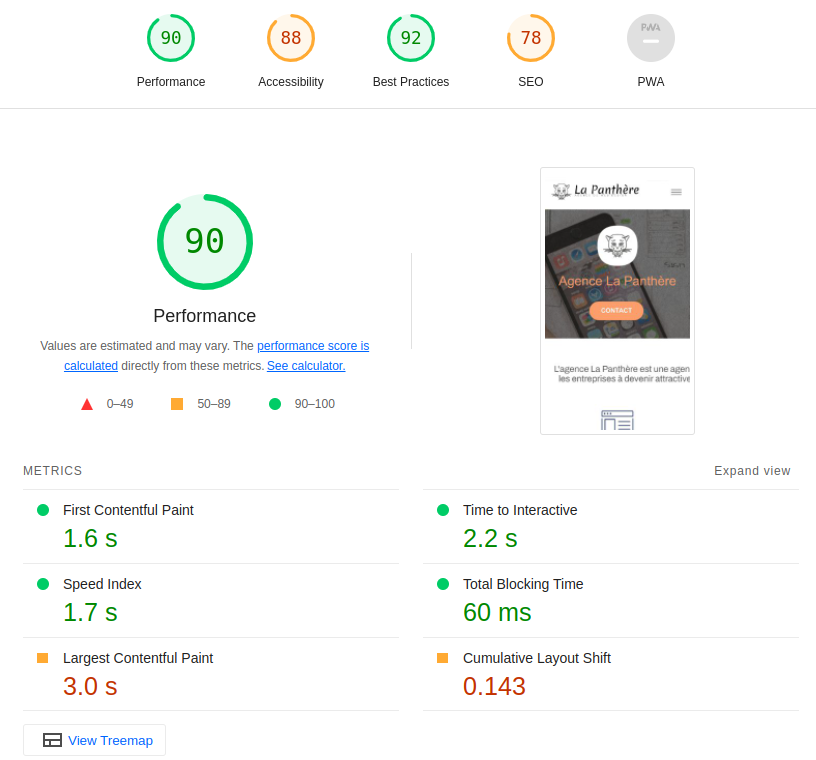 90 88 92 78 PWA
Performance Accessibility Best Practices SEO PWA
La Panthère
90
Agence La Panthère
CONTACT
Performance
Values are estimated and may vary. The performance score is
calculated directly from these metrics. See calculator.
L'agence La Panthère est une agen
les entreprises à devenir attractive
0–49 50–89 90–100
METRICS Expand view
First Contentful Paint Time to Interactive
1.6 s 2.2 s
Speed Index Total Blocking Time
1.7 s 60 ms
Largest Contentful Paint Cumulative Layout Shift
3.0 s 0.143
View Treemap